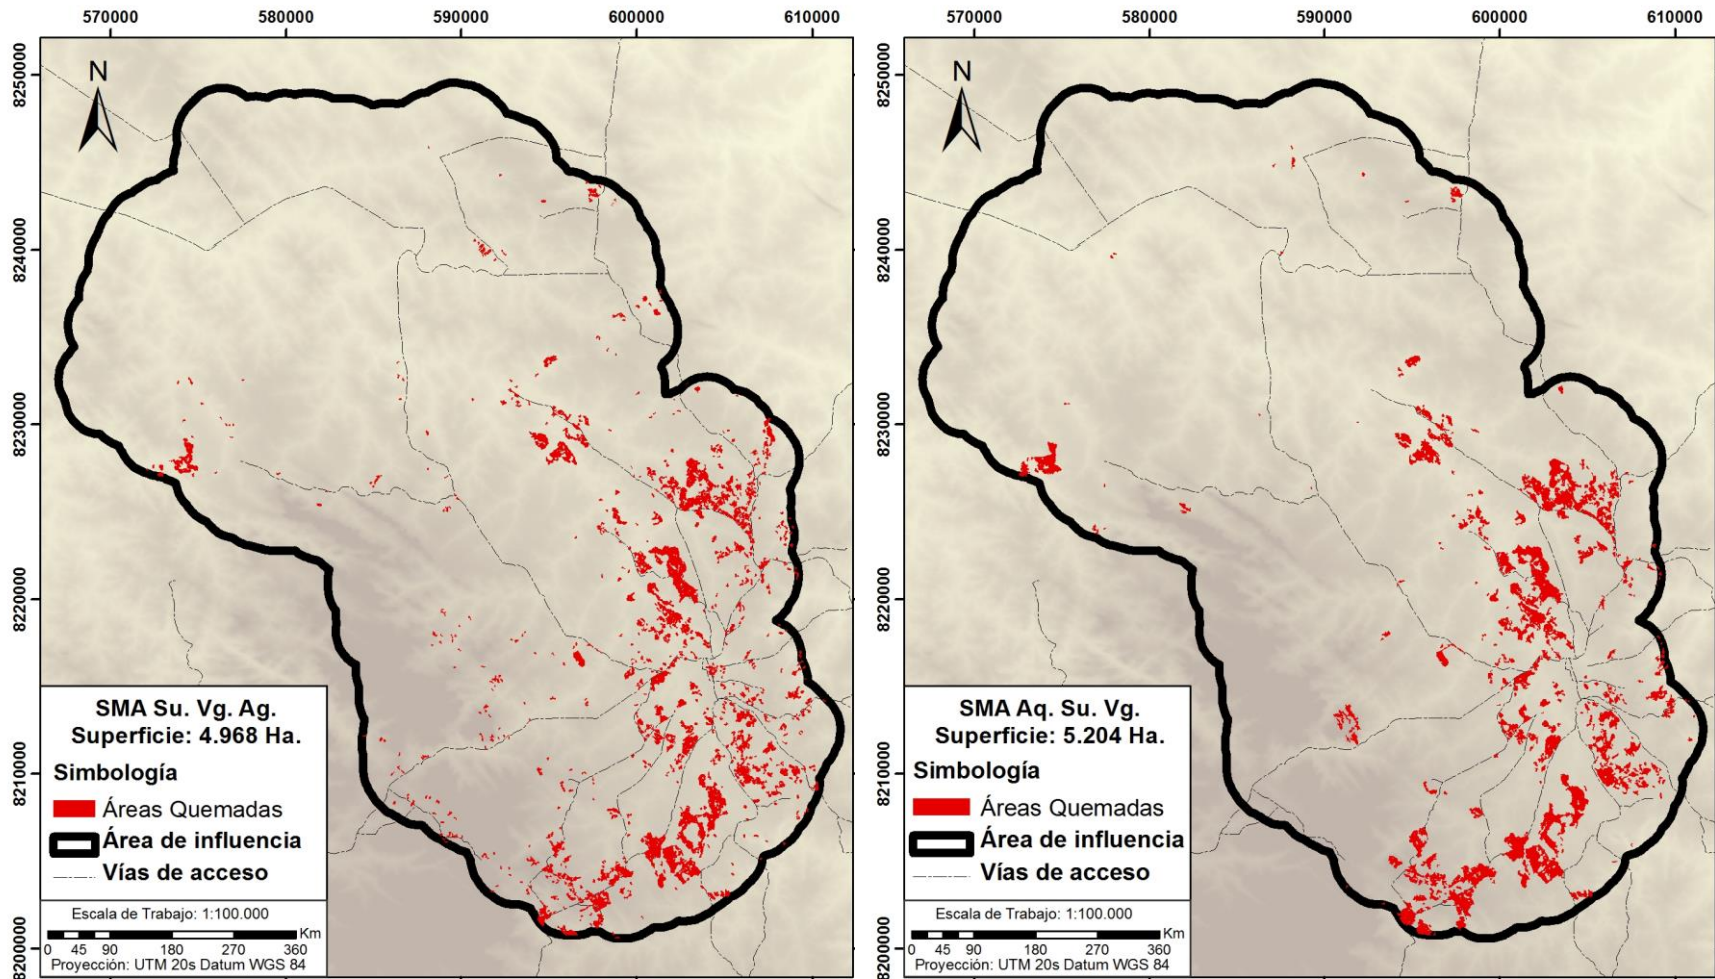 570000 580000 590000 600000 610000
8250000
8240000
8230000
8220000
8210000
8200000
N
SMA Su. Vg. Ag.
Superficie: 4.968 Ha.
Simbología
Áreas Quemadas
Área de influencia
Vías de acceso
Escala de Trabajo: 1:100.000
0 45 90 180 270 360 Km
Proyección: UTM 20s Datum WGS 84
570000 580000 590000 600000 610000
8250000
8240000
8230000
8220000
8210000
8200000
N
SMA Aq. Su. Vg.
Superficie: 5.204 Ha.
Simbología
Áreas Quemadas
Área de influencia
Vías de acceso
Escala de Trabajo: 1:100.000
0 45 90 180 270 360 Km
Proyección: UTM 20s Datum WGS 84